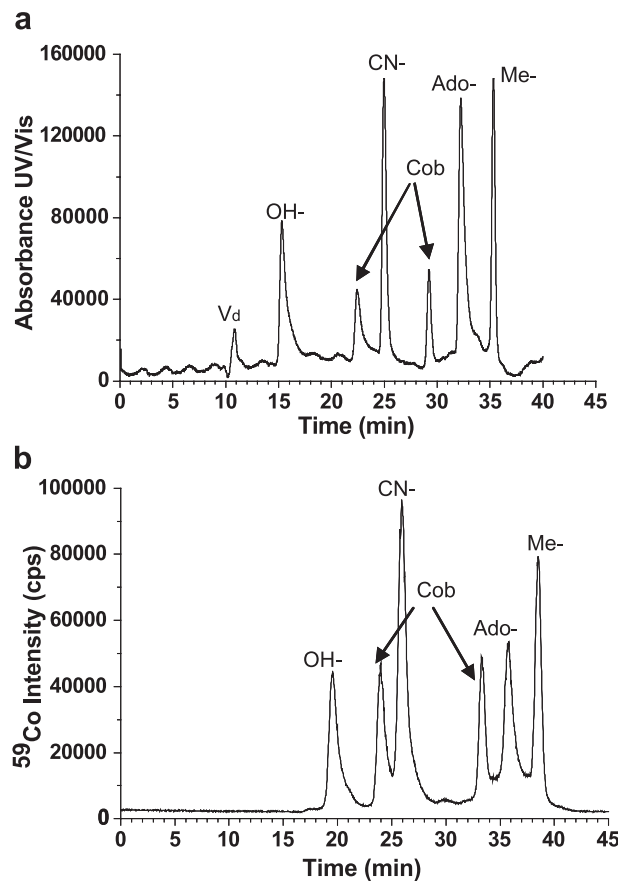 a
160000
120000
80000
40000
0
Absorbance UV/Vis
Vd
OH-
CN-
Cob
Ado-
Me-
0 5 10 15 20 25 30 35 40 45
Time (min)
b
100000
80000
60000
40000
20000
0
59Co Intensity (cps)
OH-
CN-
Cob
Ado-
Me-
0 5 10 15 20 25 30 35 40 45
Time (min)